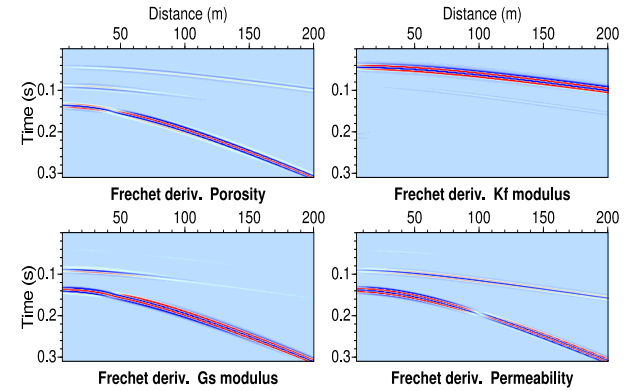 Distance (m) Distance (m)
50 100 150 200 50 100 150 200
Time (s)
0.1
0.2
0.3
0.1
0.2
0.3
Frechet deriv. Porosity Frechet deriv. Kf modulus
50 100 150 200 50 100 150 200
Time (s)
0.1
0.2
0.3
0.1
0.2
0.3
Frechet deriv. Gs modulus Frechet deriv. Permeability